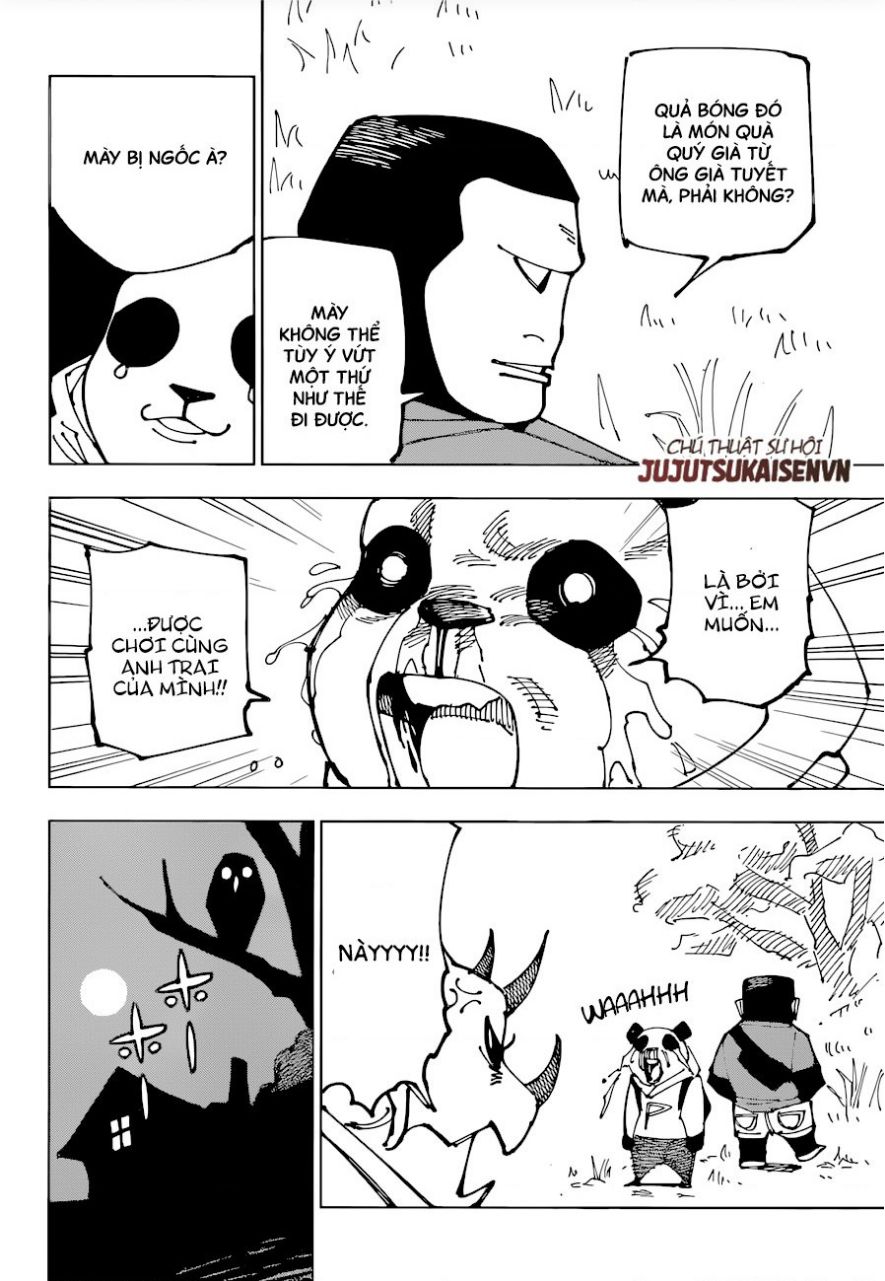 QUẢ BÓNG ĐÓ
LÀ MÓN QUÀ
QUÝ GIÁ TỪ
ÔNG GIÀ TUYẾT
MÀ, PHẢI KHÔNG?
MÀY
KHÔNG THỂ
TÙY Ý VỨT
MỘT THỨ
NHƯ THẾ
ĐI ĐƯỢC.
MÀY BỊ NGỐC À?
CHÚ THUẬT SƯ HỘI
JUJUTSUKAISENVN
LÀ BỞI
VÌ... EM
MUỐN...
...ĐƯỢC
CHƠI CÙNG
ANH TRAI
CỦA MÌNH!!
WAAAHHH
P
NÀYYYY!!